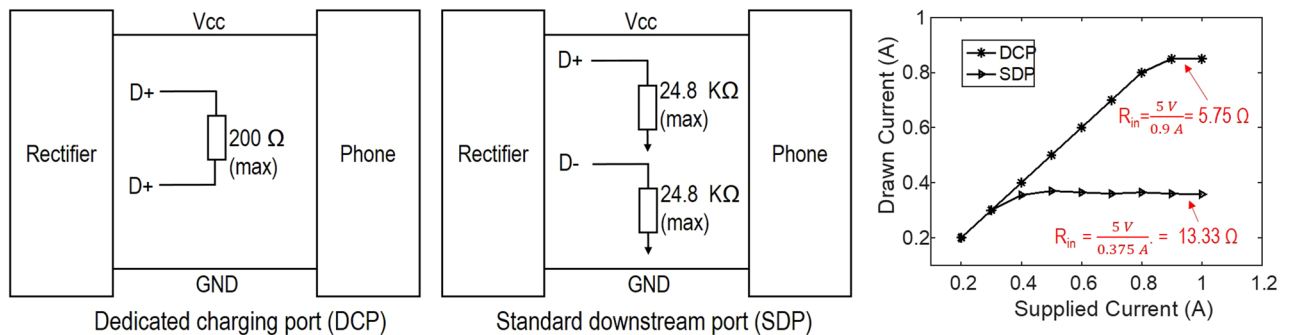 Vcc
D+
200 Ω
(max)
D+
Rectifier
Phone
GND
Dedicated charging port (DCP)
Vcc
D+
24.8 KΩ
(max)
D-
24.8 KΩ
(max)
Rectifier
Phone
GND
Standard downstream port (SDP)
Drawn Current (A)
1
0.8
0.6
0.4
0.2
DCP
SDP
Rin = 5 V / 0.9 A = 5.75 Ω
Rin = 5 V / 0.375 A . = 13.33 Ω
0.2 0.4 0.6 0.8 1 1.2
Supplied Current (A)